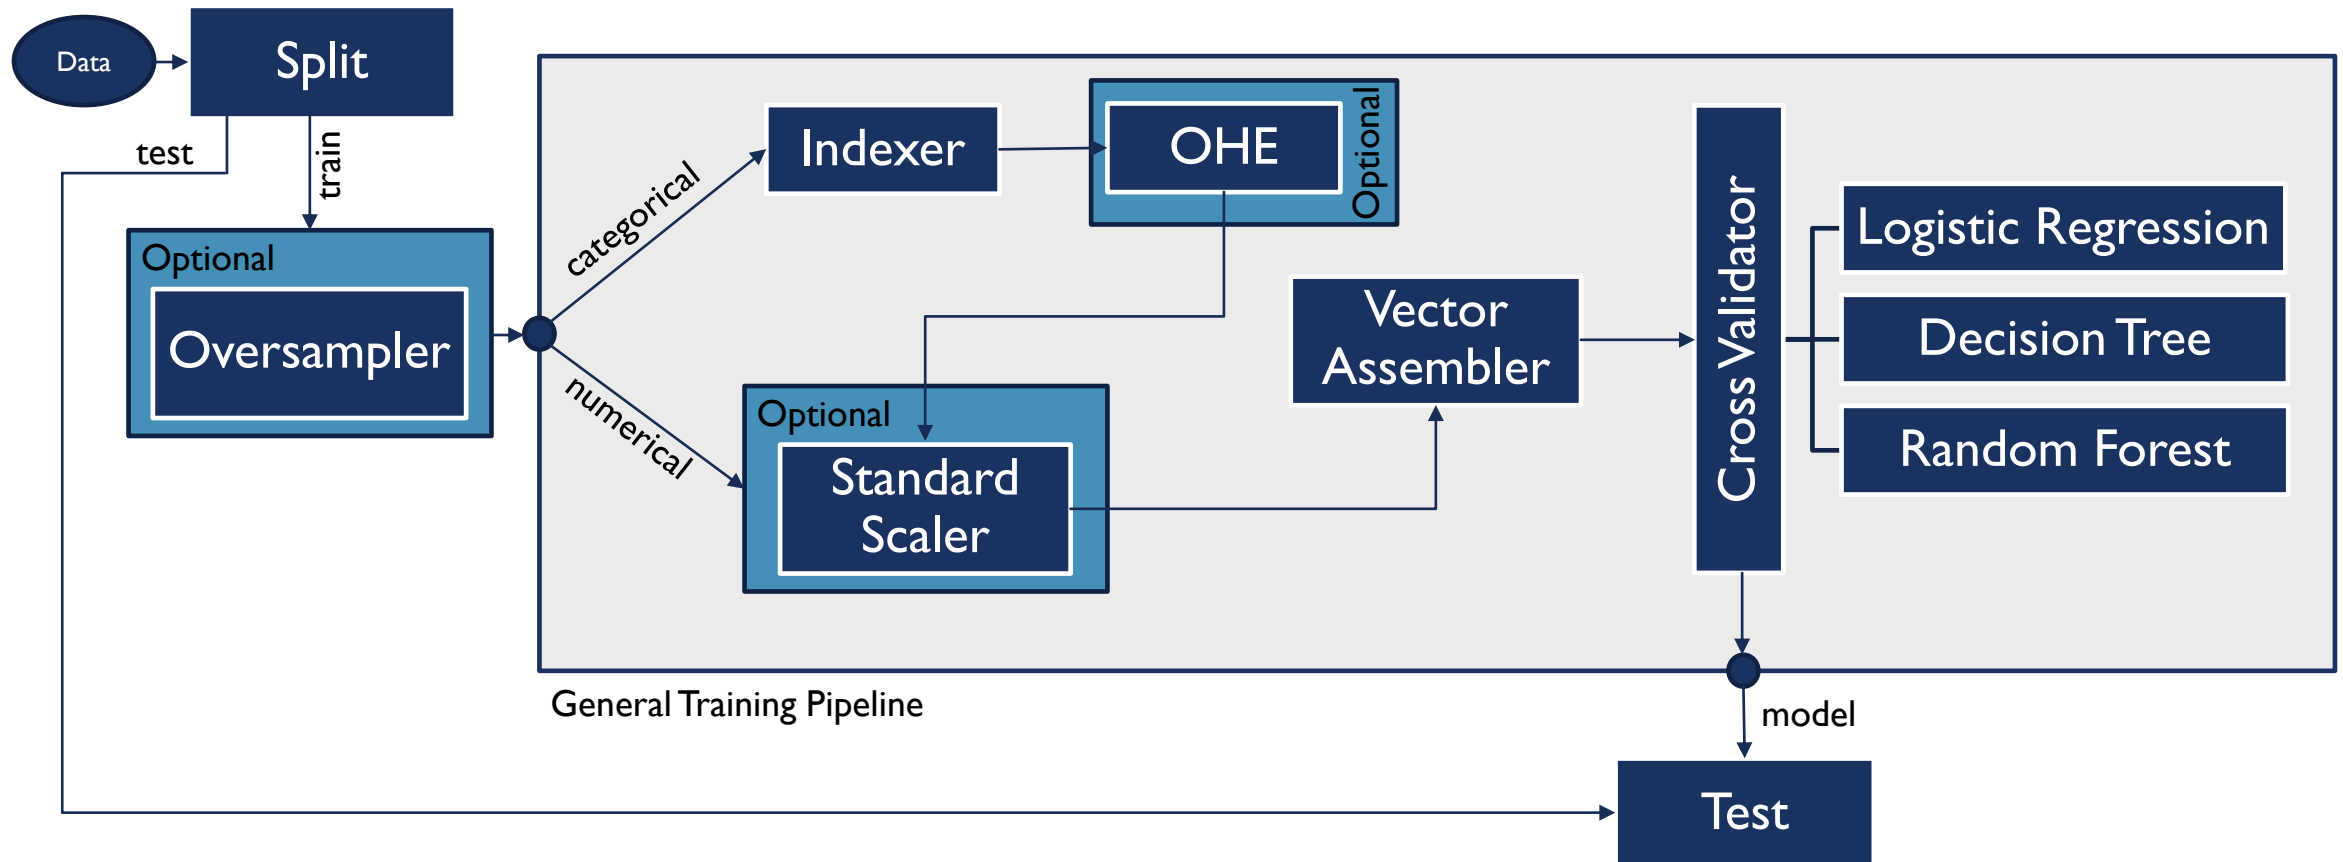 Data
Split
test
train
Optional
Oversampler
categorical
numerical
Indexer
OHE
Optional
Optional
Standard
Scaler
Vector
Assembler
Cross Validator
Logistic Regression
Decision Tree
Random Forest
General Training Pipeline
model
Test